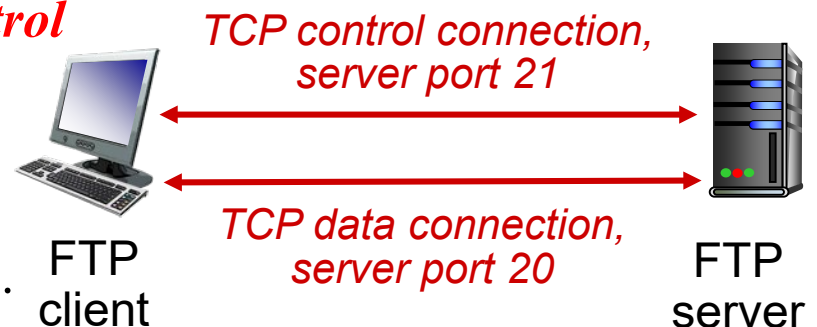 trol
TCP control connection,
server port 21
TCP data connection,
server port 20
FTP
client
.
FTP
server